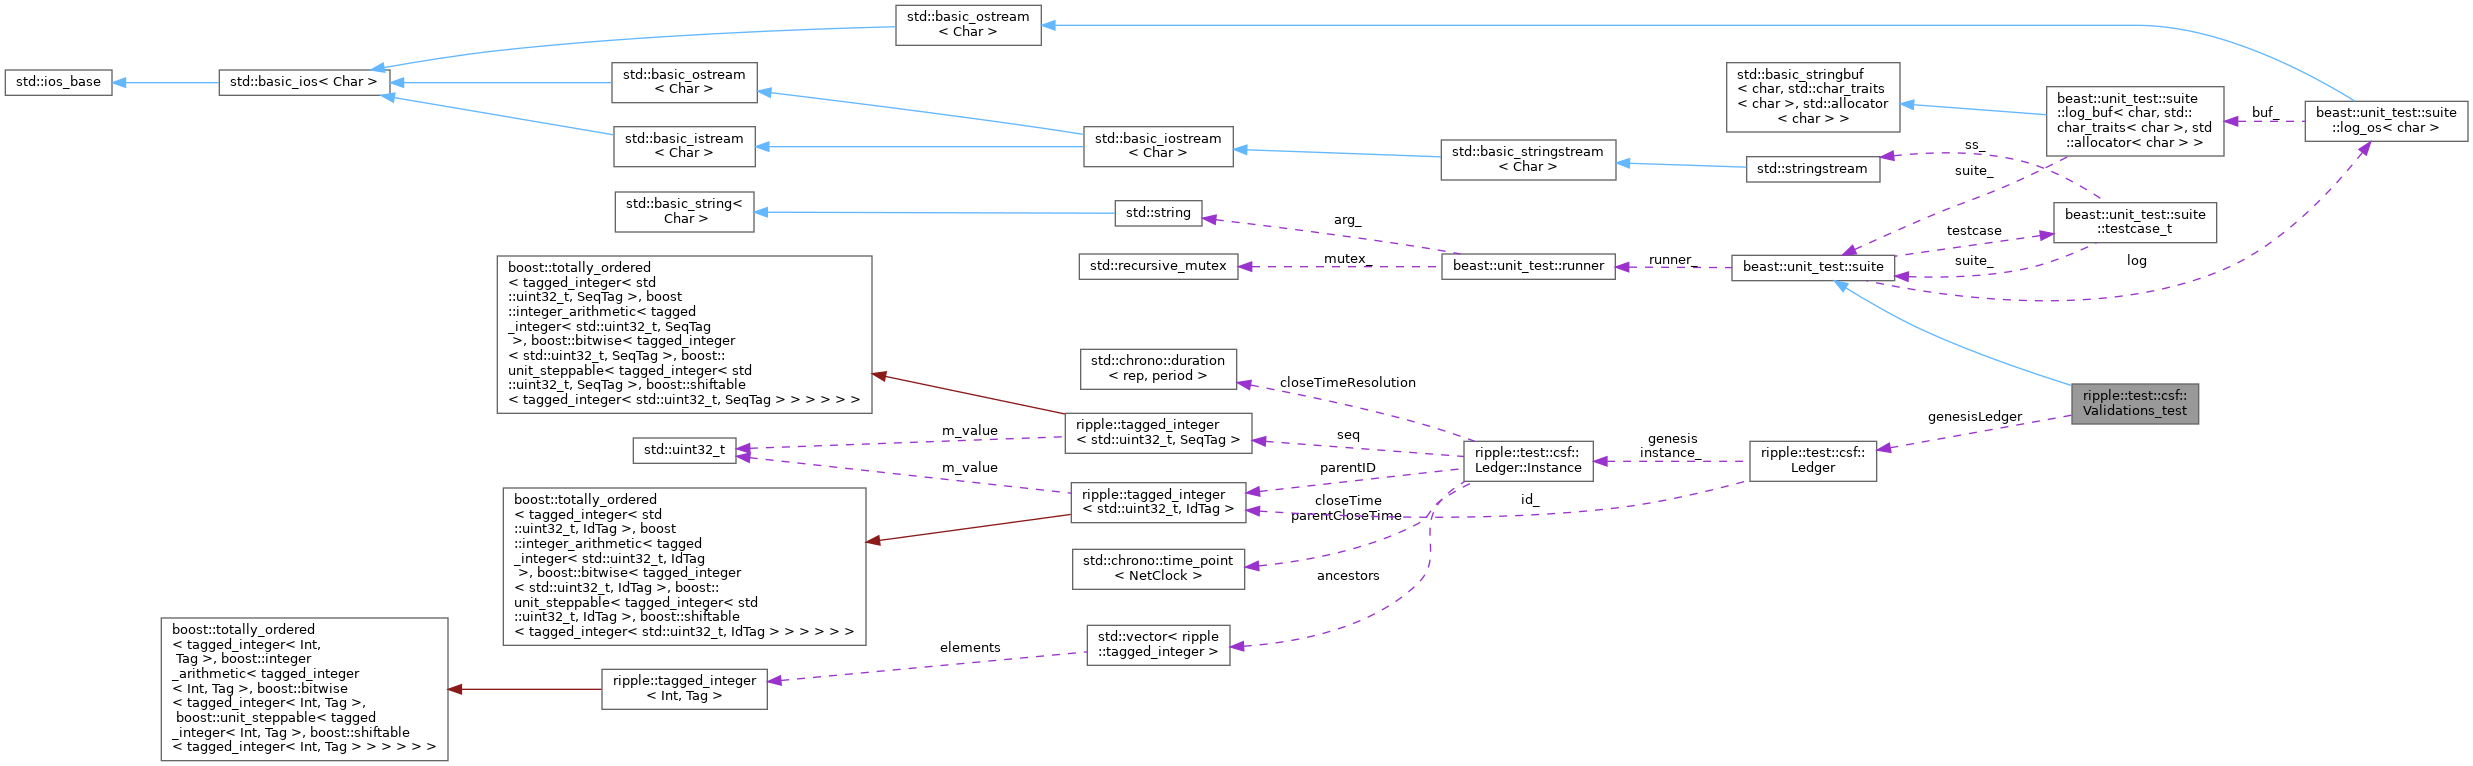 std::basic_ostream
< Char >
std::ios_base
std::basic_ios< Char >
std::basic_ostream
< Char >
std::basic_istream
< Char >
std::basic_iostream
< Char >
std::basic_stringstream
< Char >
std::basic_stringbuf
< char, std::char_traits
< char >, std::allocator
< char > >
std::stringstream
beast::unit_test::suite
::log_buf< char, std::
char_traits< char >, std
::allocator< char > >
buf_
beast::unit_test::suite
::log_os< char >
ss_
suite_
std::basic_string<
Char >
std::string
arg_
beast::unit_test::suite
::testcase_t
testcase
suite_
log
std::recursive_mutex
mutex_
beast::unit_test::runner
runner_
beast::unit_test::suite
boost::totally_ordered
< tagged_integer< std
::uint32_t, SeqTag >, boost
::integer_arithmetic< tagged
_integer< std::uint32_t, SeqTag
>, boost::bitwise< tagged_integer
< std::uint32_t, SeqTag >, boost::
unit_steppable< tagged_integer< std
::uint32_t, SeqTag >, boost::shiftable
< tagged_integer< std::uint32_t, SeqTag > > > > > >
std::chrono::duration
< rep, period >
closeTimeResolution
ripple::test::csf::
Validations_test
genesisLedger
std::uint32_t
m_value
m_value
ripple::tagged_integer
< std::uint32_t, SeqTag >
seq
parentID
ripple::test::csf::
Ledger::Instance
genesis
instance_
ripple::test::csf::
Ledger
id_
ripple::tagged_integer
< std::uint32_t, IdTag >
closeTime
parentCloseTime
boost::totally_ordered
< tagged_integer< std
::uint32_t, IdTag >, boost
::integer_arithmetic< tagged
_integer< std::uint32_t, IdTag
>, boost::bitwise< tagged_integer
< std::uint32_t, IdTag >, boost::
unit_steppable< tagged_integer< std
::uint32_t, IdTag >, boost::shiftable
< tagged_integer< std::uint32_t, IdTag > > > > > >
std::chrono::time_point
< NetClock >
ancestors
std::vector< ripple
::tagged_integer >
elements
ripple::tagged_integer
< Int, Tag >
boost::totally_ordered
< tagged_integer< Int,
Tag >, boost::integer
_arithmetic< tagged_integer
< Int, Tag >, boost::bitwise
< tagged_integer< Int, Tag >,
boost::unit_steppable< tagged
_integer< Int, Tag >, boost::shiftable
< tagged_integer< Int, Tag > > > > > >